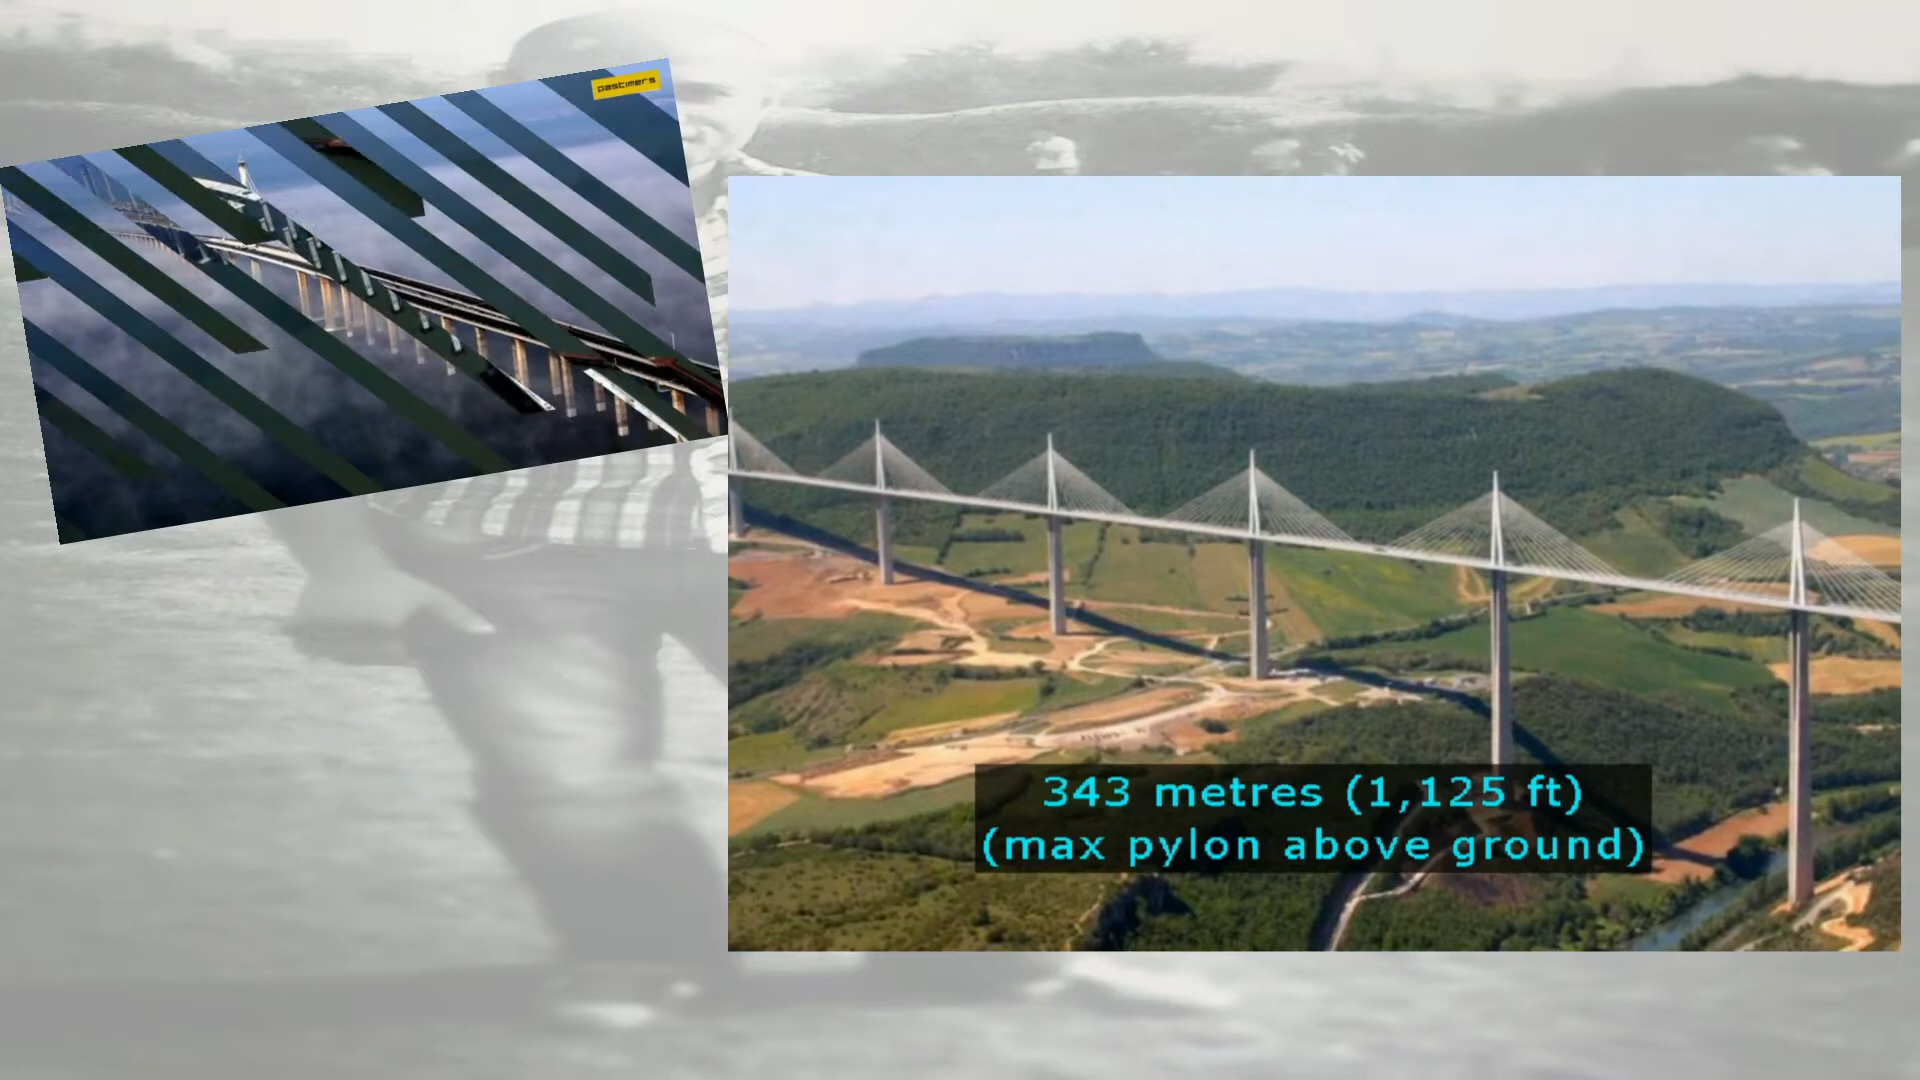 pastimers
343 metres (1,125 ft)
(max pylon above ground)